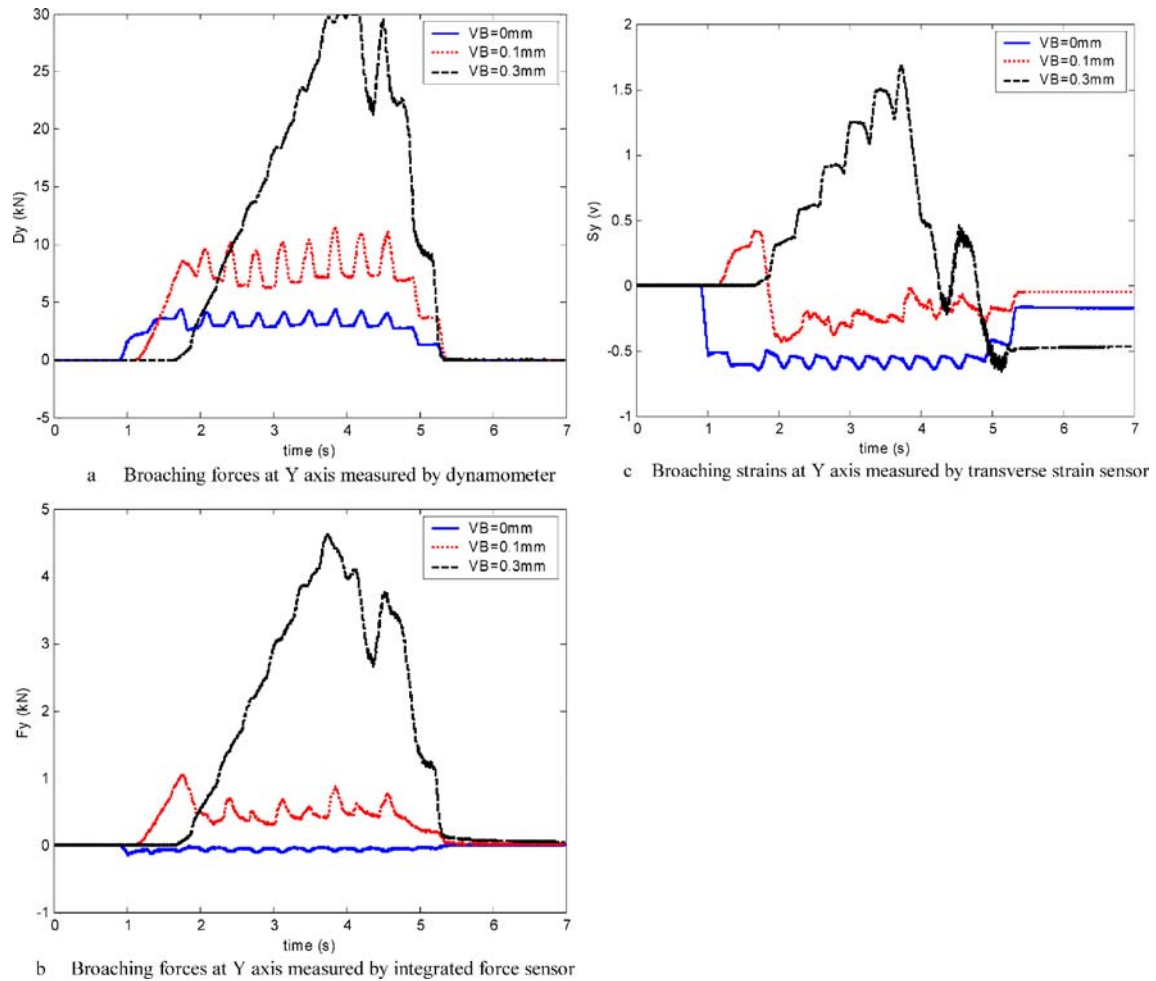 30
25
20
15
10
5
0
-5
Dy (kN)
VB=0mm
VB=0.1mm
VB=0.3mm
0 1 2 3 4 5 6 7
time (s)
a Broaching forces at Y axis measured by dynamometer
2
1.5
1
0.5
0
-0.5
-1
Sy (v)
VB=0mm
VB=0.1mm
VB=0.3mm
0 1 2 3 4 5 6 7
time (s)
c Broaching strains at Y axis measured by transverse strain sensor
5
4
3
2
1
0
-1
Fy (kN)
VB=0mm
VB=0.1mm
VB=0.3mm
0 1 2 3 4 5 6 7
time (s)
b Broaching forces at Y axis measured by integrated force sensor